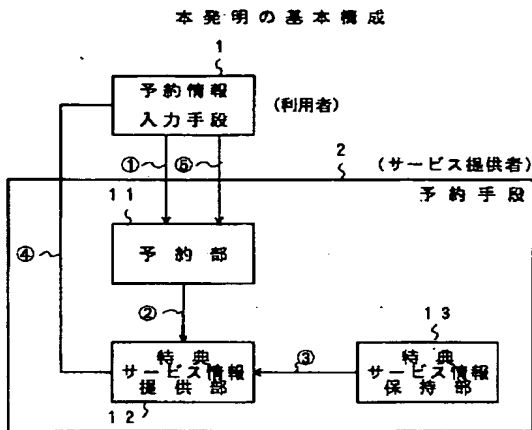 本発明の基本構成
1
予約情報
入力手段
(利用者)
① ⑤
2
(サービス提供者)
予約手段
11
予約部
④
②
13
特典
サービス情報
提供部
③
特典
サービス情報
保持部
12